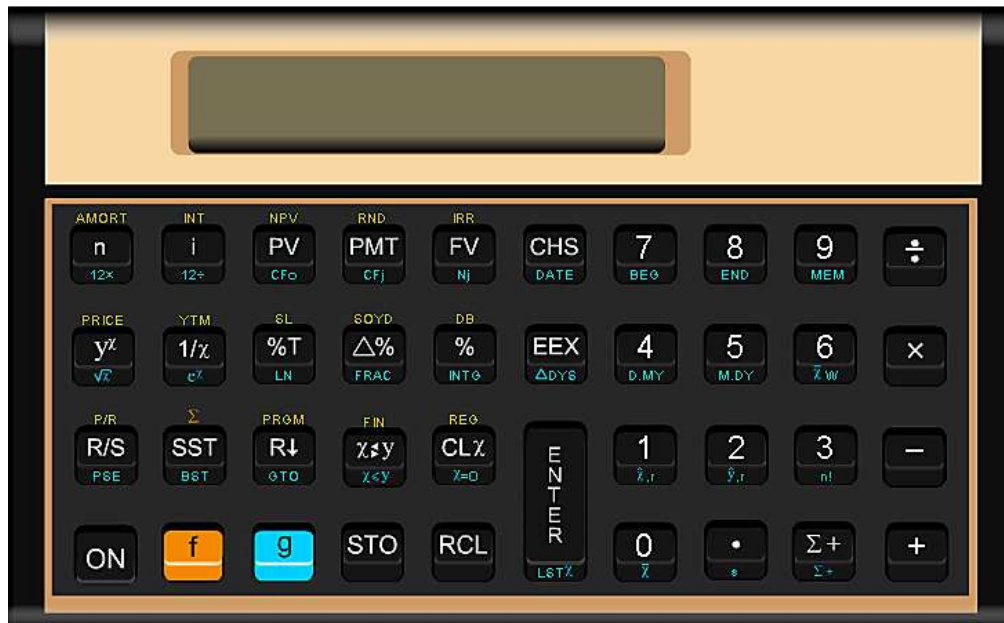 AMORT INT NPV RND IRR
n i PV PMT FV CHS 7 8 9 ÷
12× 12÷ CFo CFj Nj DATE BEG END MEM
PRICE YTM SL SOYD DB
yˣ 1/x %T △% % EEX 4 5 6 ×
√x eˣ LN FRAC INTG ΔDYS D.MY M.DY x̄w
P/R Σ PRGM FIN REG
R/S SST R↓ x≷y CLx ENTER 1 2 3 −
PSE BST GTO x≤y x=0 x̂,r ŷ,r n!
ON f g STO RCL 0 • Σ+ +
LSTx x̄ s Σ+